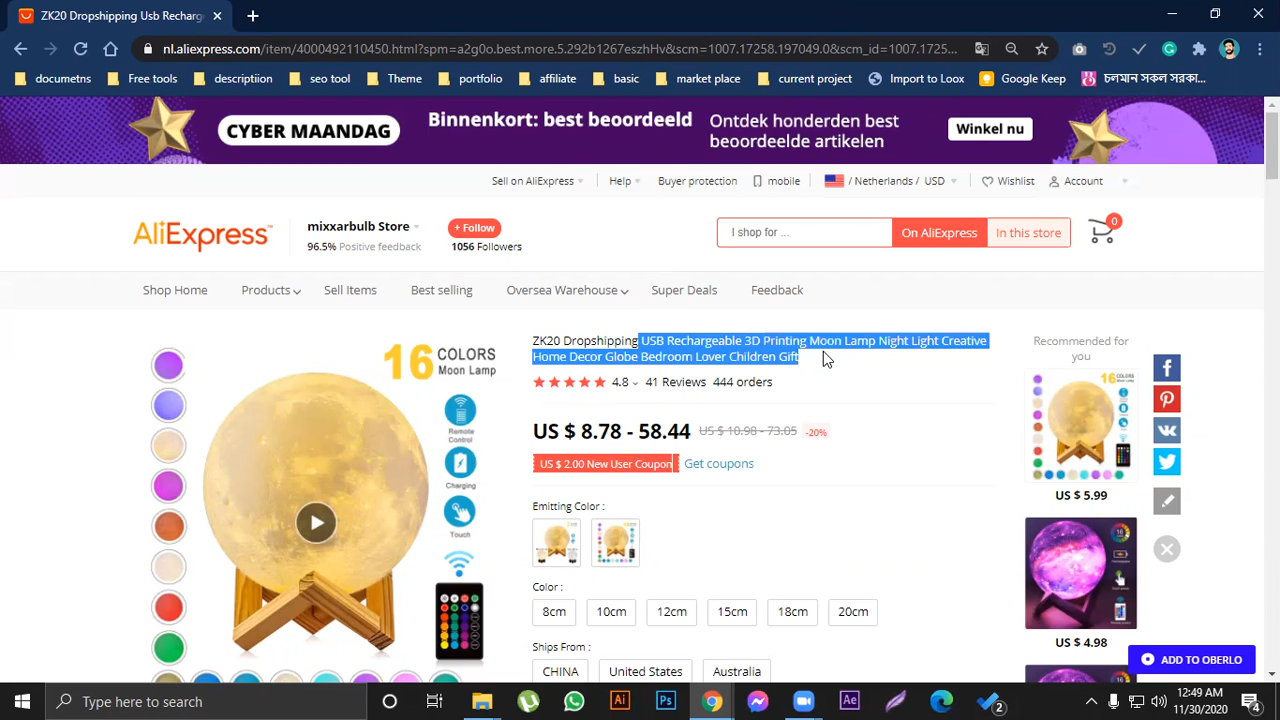 ZK20 Dropshipping Usb Recharg
nl.aliexpress.com/item/4000492110450.html?spm=a2g0o.best.more.5.292b1267eszhHv&scm=1007.17258.197049.0&scm_id=1007.1725...
documetns
Free tools
descriiption
seo tool
Theme
portfolio
affiliate
basic
market place
current project
Import to Loox
Google Keep
চলমান সকল সরকা...
CYBER MAANDAG
Binnenkort: best beoordeeld
Ontdek honderden best
beoordeelde artikelen
Winkel nu
Sell on AliExpress
Help
Buyer protection
mobile
/ Netherlands / USD
Wishlist
Account
AliExpress™
mixxarbulb Store
96.5% Positive feedback
+ Follow
1056 Followers
I shop for ...
On AliExpress
In this store
0
Shop Home
Products
Sell Items
Best selling
Oversea Warehouse
Super Deals
Feedback
16 COLORS
Moon Lamp
Remote
Control
Charging
Touch
ZK20 Dropshipping USB Rechargeable 3D Printing Moon Lamp Night Light Creative
Home Decor Globe Bedroom Lover Children Gift
4.8
41 Reviews
444 orders
US $ 8.78 - 58.44
US $ 10.98 - 73.05
-20%
US $ 2.00 New User Coupon
Get coupons
Emitting Color :
Color :
8cm
10cm
12cm
15cm
18cm
20cm
Ships From :
CHINA
United States
Australia
Recommended for
you
16 COLORS
US $ 5.99
US $ 4.98
ADD TO OBERLO
Type here to search
2
12:49 AM
11/30/2020
4